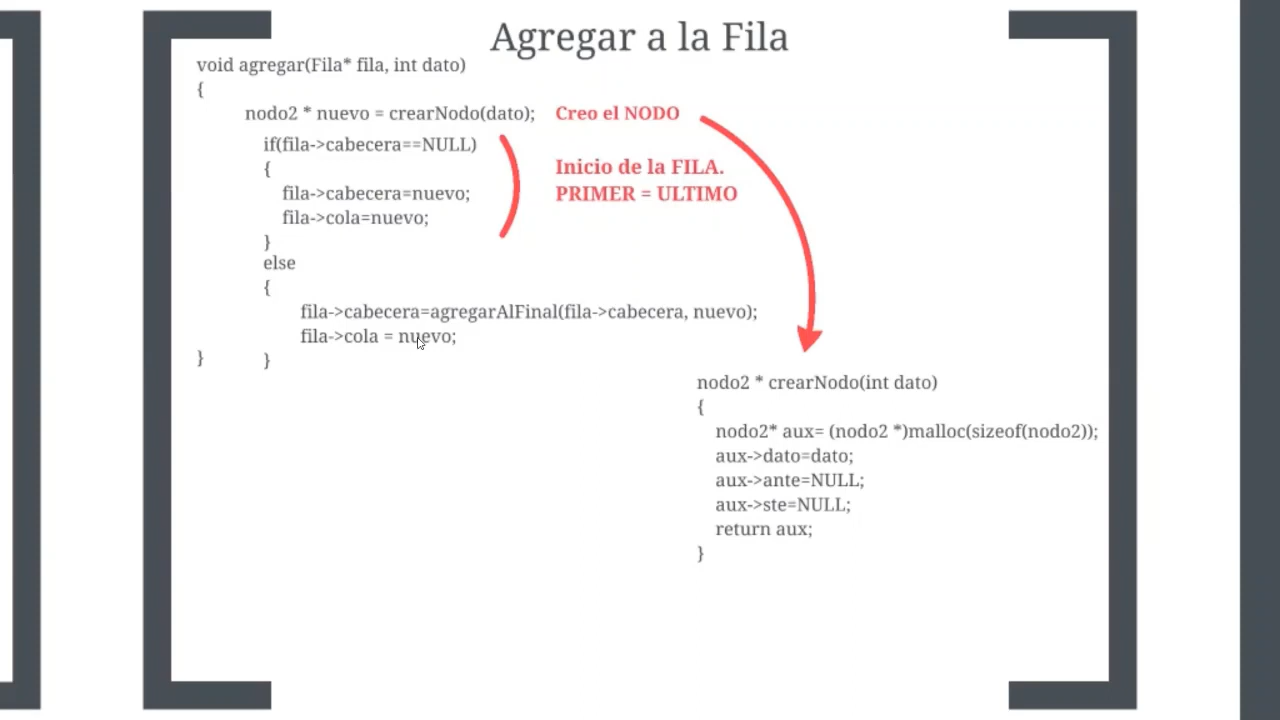 Agregar a la Fila
void agregar(Fila* fila, int dato)
{
nodo2 * nuevo = crearNodo(dato);
Creo el NODO
if(fila->cabecera==NULL)
{
fila->cabecera=nuevo;
fila->cola=nuevo;
}
Inicio de la FILA.
PRIMER = ULTIMO
else
{
fila->cabecera=agregarAlFinal(fila->cabecera, nuevo);
fila->cola = nuevo;
}
}
nodo2 * crearNodo(int dato)
{
nodo2* aux= (nodo2 *)malloc(sizeof(nodo2));
aux->dato=dato;
aux->ante=NULL;
aux->ste=NULL;
return aux;
}